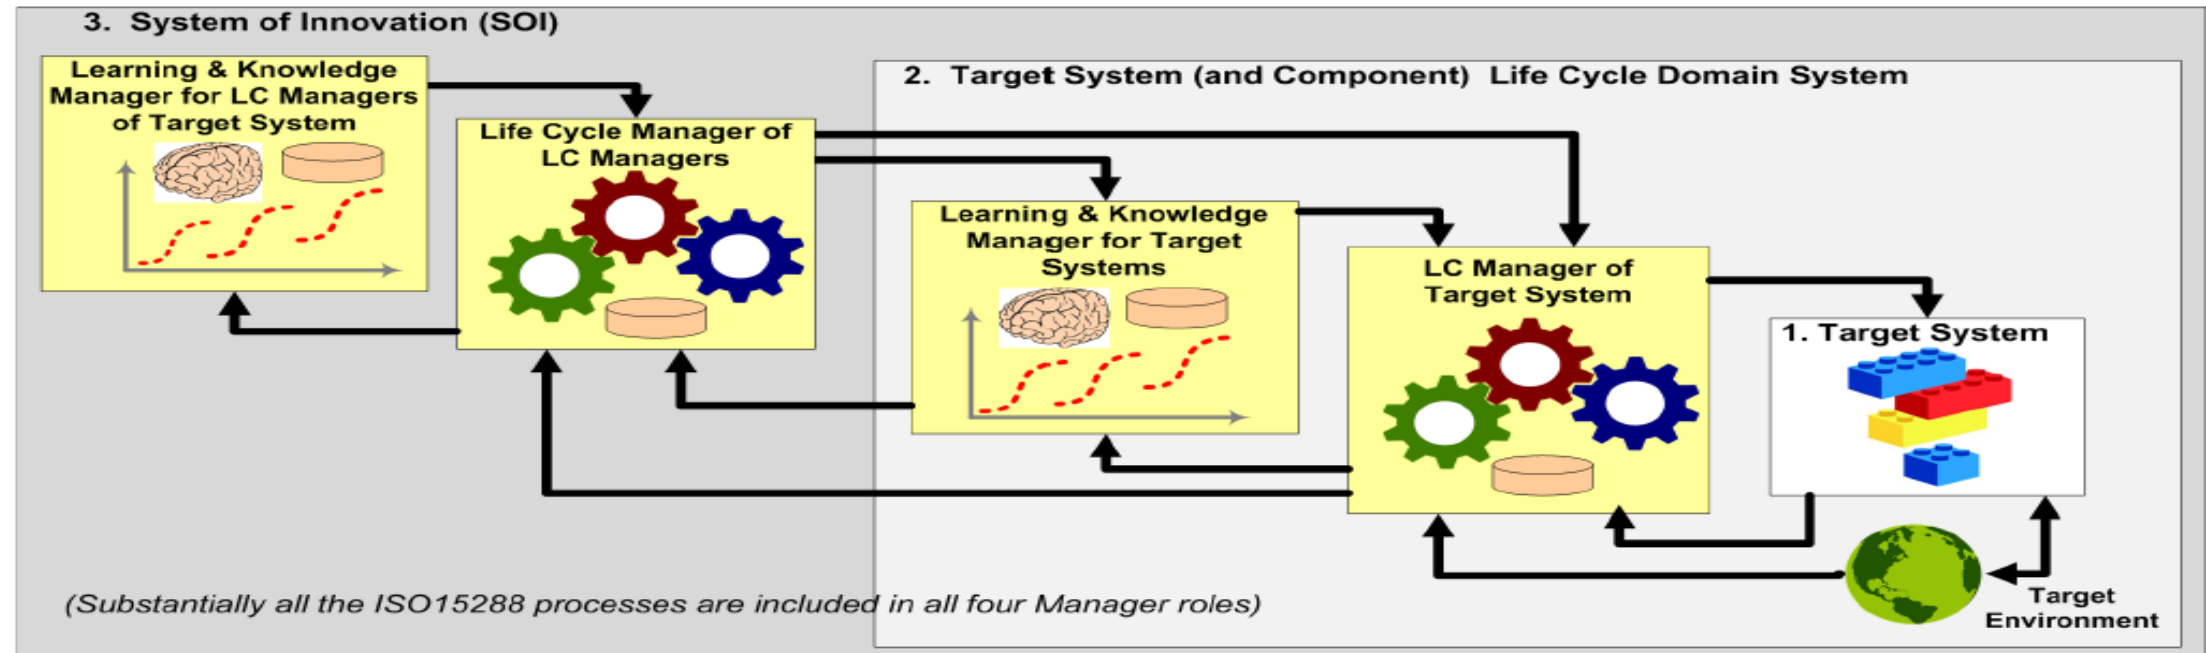 3. System of Innovation (SOI)
Learning & Knowledge
Manager for LC Managers
of Target System
Life Cycle Manager of
LC Managers
2. Target System (and Component) Life Cycle Domain System
Learning & Knowledge
Manager for Target
Systems
LC Manager of
Target System
1. Target System
Target
Environment
(Substantially all the ISO15288 processes are included in all four Manager roles)